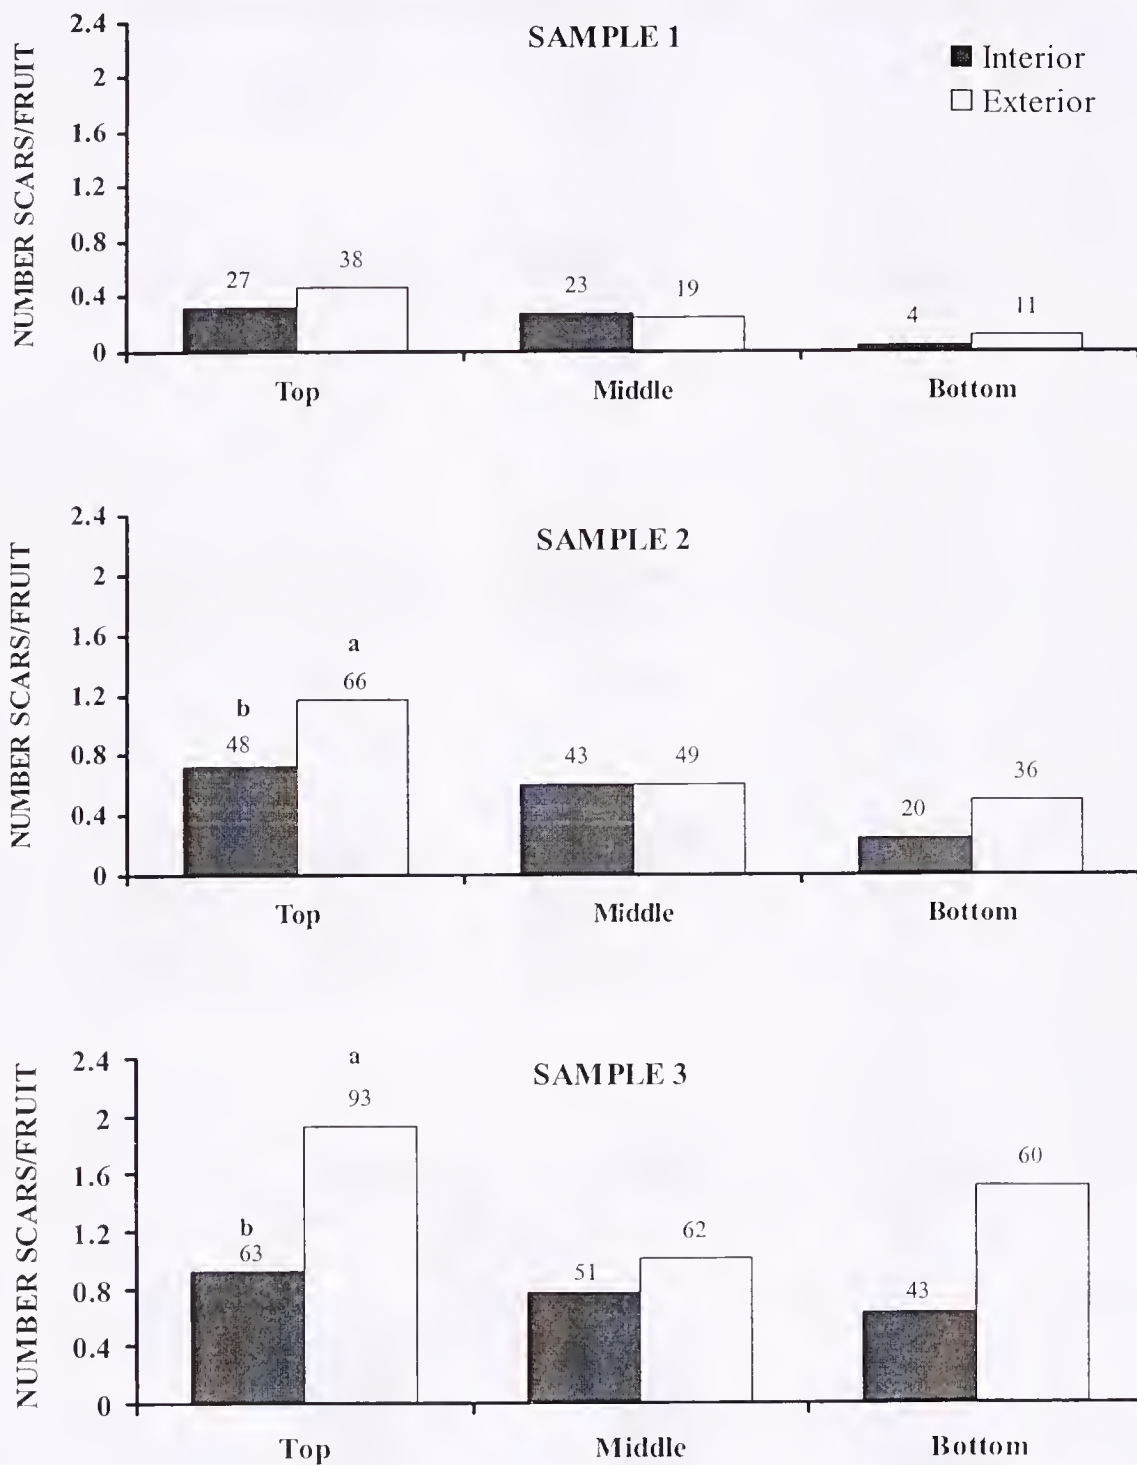 SAMPLE 1
Interior
Exterior
NUMBER SCARS/FRUIT
2.4
2
1.6
1.2
0.8
0.4
0
27
38
23
19
4
11
Top
Middle
Bottom
SAMPLE 2
NUMBER SCARS/FRUIT
2.4
2
1.6
1.2
0.8
0.4
0
b
48
a
66
43
49
20
36
Top
Middle
Bottom
SAMPLE 3
NUMBER SCARS/FRUIT
2.4
2
1.6
1.2
0.8
0.4
0
b
63
a
93
51
62
43
60
Top
Middle
Bottom